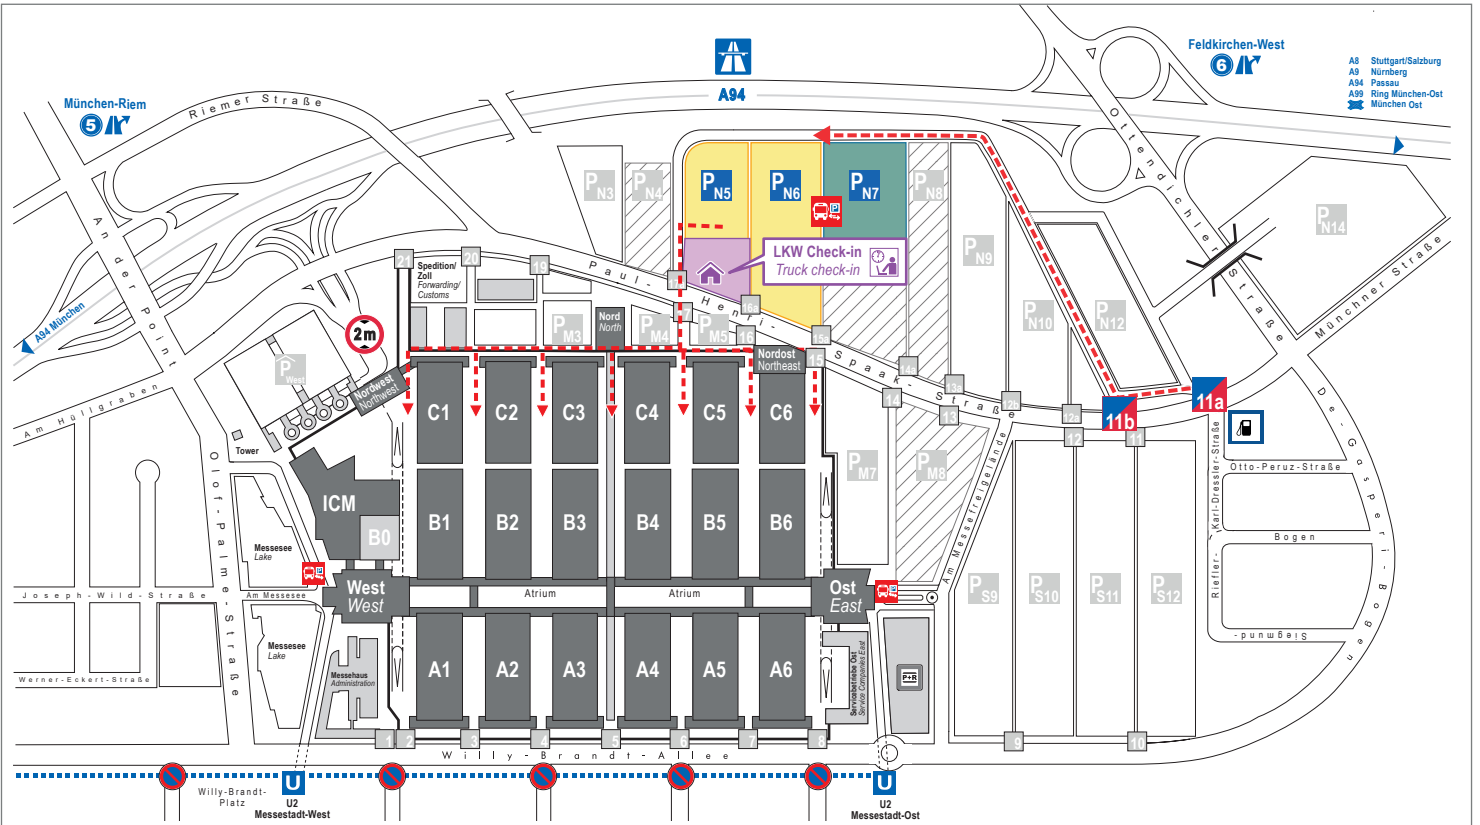 A94
München-Riem
5
Riemer Straße
Feldkirchen-West
6
A8 Stuttgart/Salzburg
A9 Nürnberg
A94 Passau
A99 Ring München-Ost
München Ost
Ottendichler Straße
An der Point
A94 München
P N3
P N4
P N5
P N6
P N7
P N8
P N9
P N10
P N12
P N14
Münchner Straße
LKW Check-in
Truck check-in
Paul-Henri-Spaak-Straße
21
20
19
17
16a
16
15a
15
14a
14
13a
13
12b
12a
12
11b
11
11a
Spedition/
Zoll
Forwarding/
Customs
2m
P West
P M3
Nord
North
P M4
P M5
Nordost
Northeast
Nordwest
Northwest
Am Hüllgraben
Tower
Olof-Palme-Straße
C1
C2
C3
C4
C5
C6
P M7
P M8
Am Messefreigelände
De-Gasperi-Bogen
Karl-Dressler-Straße
Otto-Peruz-Straße
Bogen
Riefler-
Siegmund-
ICM
B0
B1
B2
B3
B4
B5
B6
Messesee
Lake
West
West
Atrium
Atrium
Ost
East
P S9
P S10
P S11
P S12
Joseph-Wild-Straße
Am Messesee
Messesee
Lake
Messehaus
Administration
A1
A2
A3
A4
A5
A6
Servicebetriebe Ost
Service Companies East
P+R
Werner-Eckert-Straße
1
2
3
4
5
6
7
8
9
10
Willy-Brandt-Allee
Willy-Brandt-
Platz
U
U2
Messestadt-West
U
U2
Messestadt-Ost